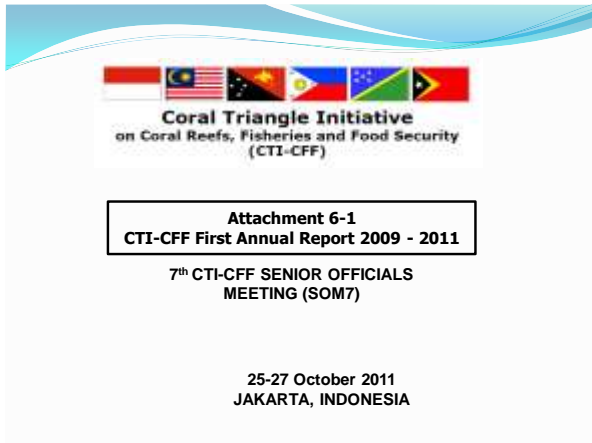 Coral Triangle Initiative
on Coral Reefs, Fisheries and Food Security
(CTI-CFF)
Attachment 6-1
CTI-CFF First Annual Report 2009 - 2011
7th CTI-CFF SENIOR OFFICIALS
MEETING (SOM7)
25-27 October 2011
JAKARTA, INDONESIA